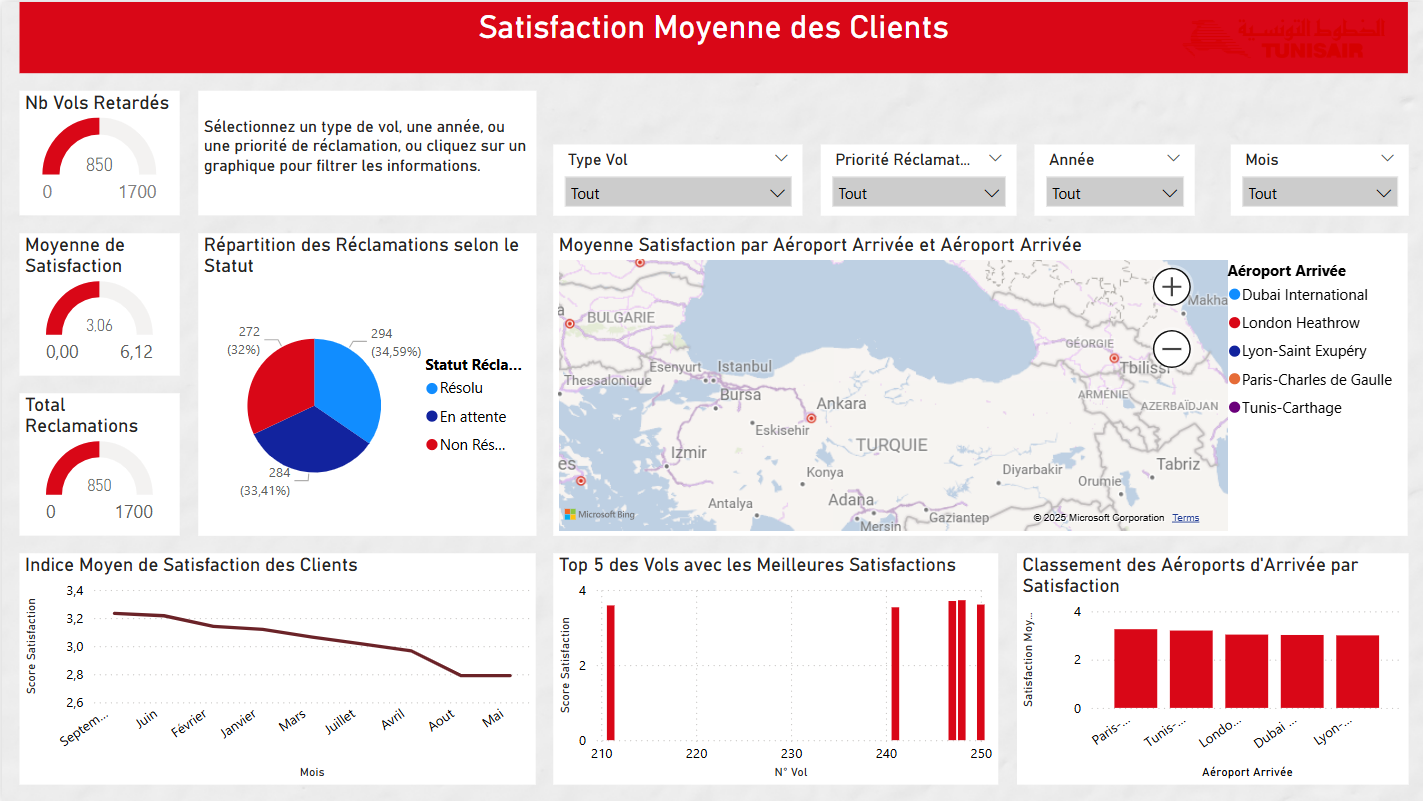 Satisfaction Moyenne des Clients
الخطوط التونسية
TUNISAIR
Nb Vols Retardés
850
0
1700
Sélectionnez un type de vol, une année, ou
une priorité de réclamation, ou cliquez sur un
graphique pour filtrer les informations.
Type Vol
Tout
Priorité Réclamat...
Tout
Année
Tout
Mois
Tout
Moyenne de
Satisfaction
3.06
0,00
6,12
Total
Reclamations
850
0
1700
Répartition des Réclamations selon le
Statut
272
(32%)
294
(34,59%)
284
(33,41%)
Statut Récla...
Résolu
En attente
Non Rés...
Moyenne Satisfaction par Aéroport Arrivée et Aéroport Arrivée
BULGARIE
Makha
GÉORGIE
Tbilissi
Esenyurt
Istanbul
Thessalonique
Bursa
ARMÉNIE
AZERBAÏDJAN
Ankara
Eskisehir
TURQUIE
Izmir
es
Konya
Diyarbakir
Tabriz
Orumie
Antalya
Adana
Gaziantep
Mersin
Microsoft Bing
© 2025 Microsoft Corporation
Terms
Aéroport Arrivée
Dubai International
London Heathrow
Lyon-Saint Exupéry
Paris-Charles de Gaulle
Tunis-Carthage
Indice Moyen de Satisfaction des Clients
Score Satisfaction
3,4
3,2
3,0
2,8
2,6
Septem...
Juin
Février
Janvier
Mars
Juillet
Avril
Aout
Mai
Mois
Top 5 des Vols avec les Meilleures Satisfactions
Score Satisfaction
4
2
0
210
220
230
240
250
N° Vol
Classement des Aéroports d'Arrivée par
Satisfaction
Satisfaction Moy...
4
2
0
Paris-...
Tunis-...
Londo...
Dubai ...
Lyon-...
Aéroport Arrivée